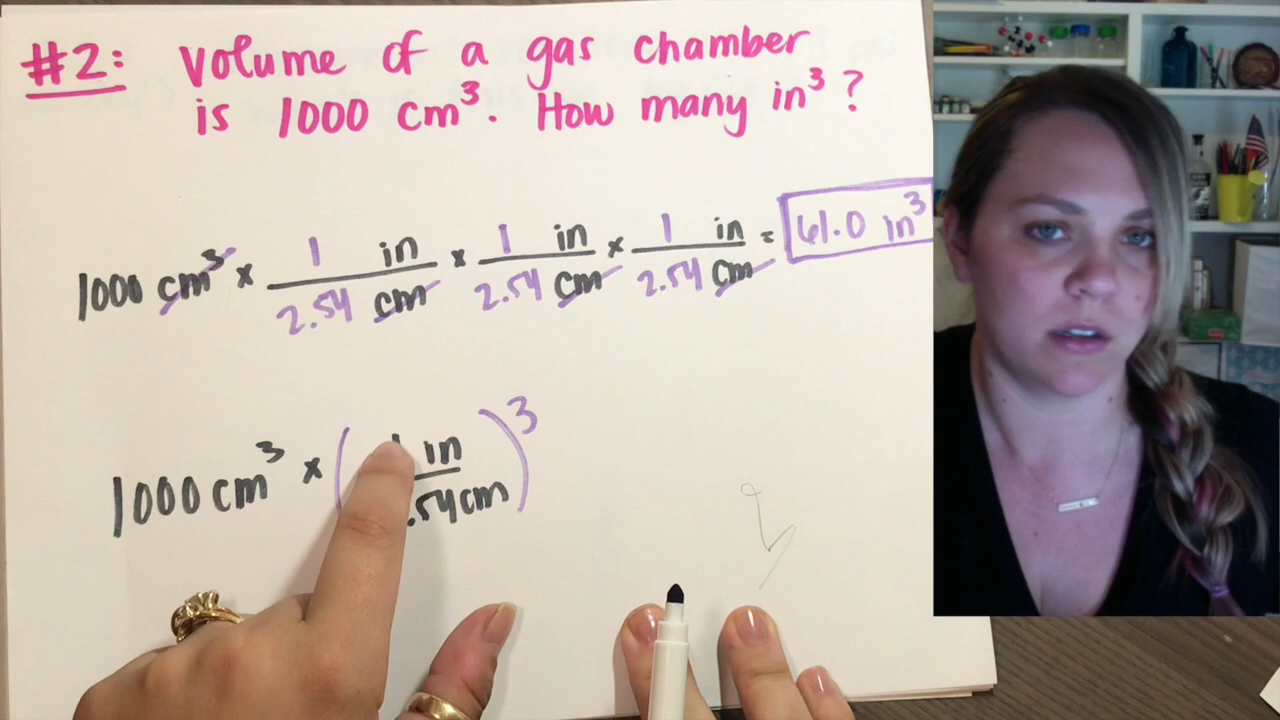 #2: Volume of a gas chamber
is 1000 cm³. How many in³?
1000 cm³ × 1 in / 2.54 cm × 1 in / 2.54 cm × 1 in / 2.54 cm = 61.0 in³
1000 cm³ × ( in / .54 cm )³